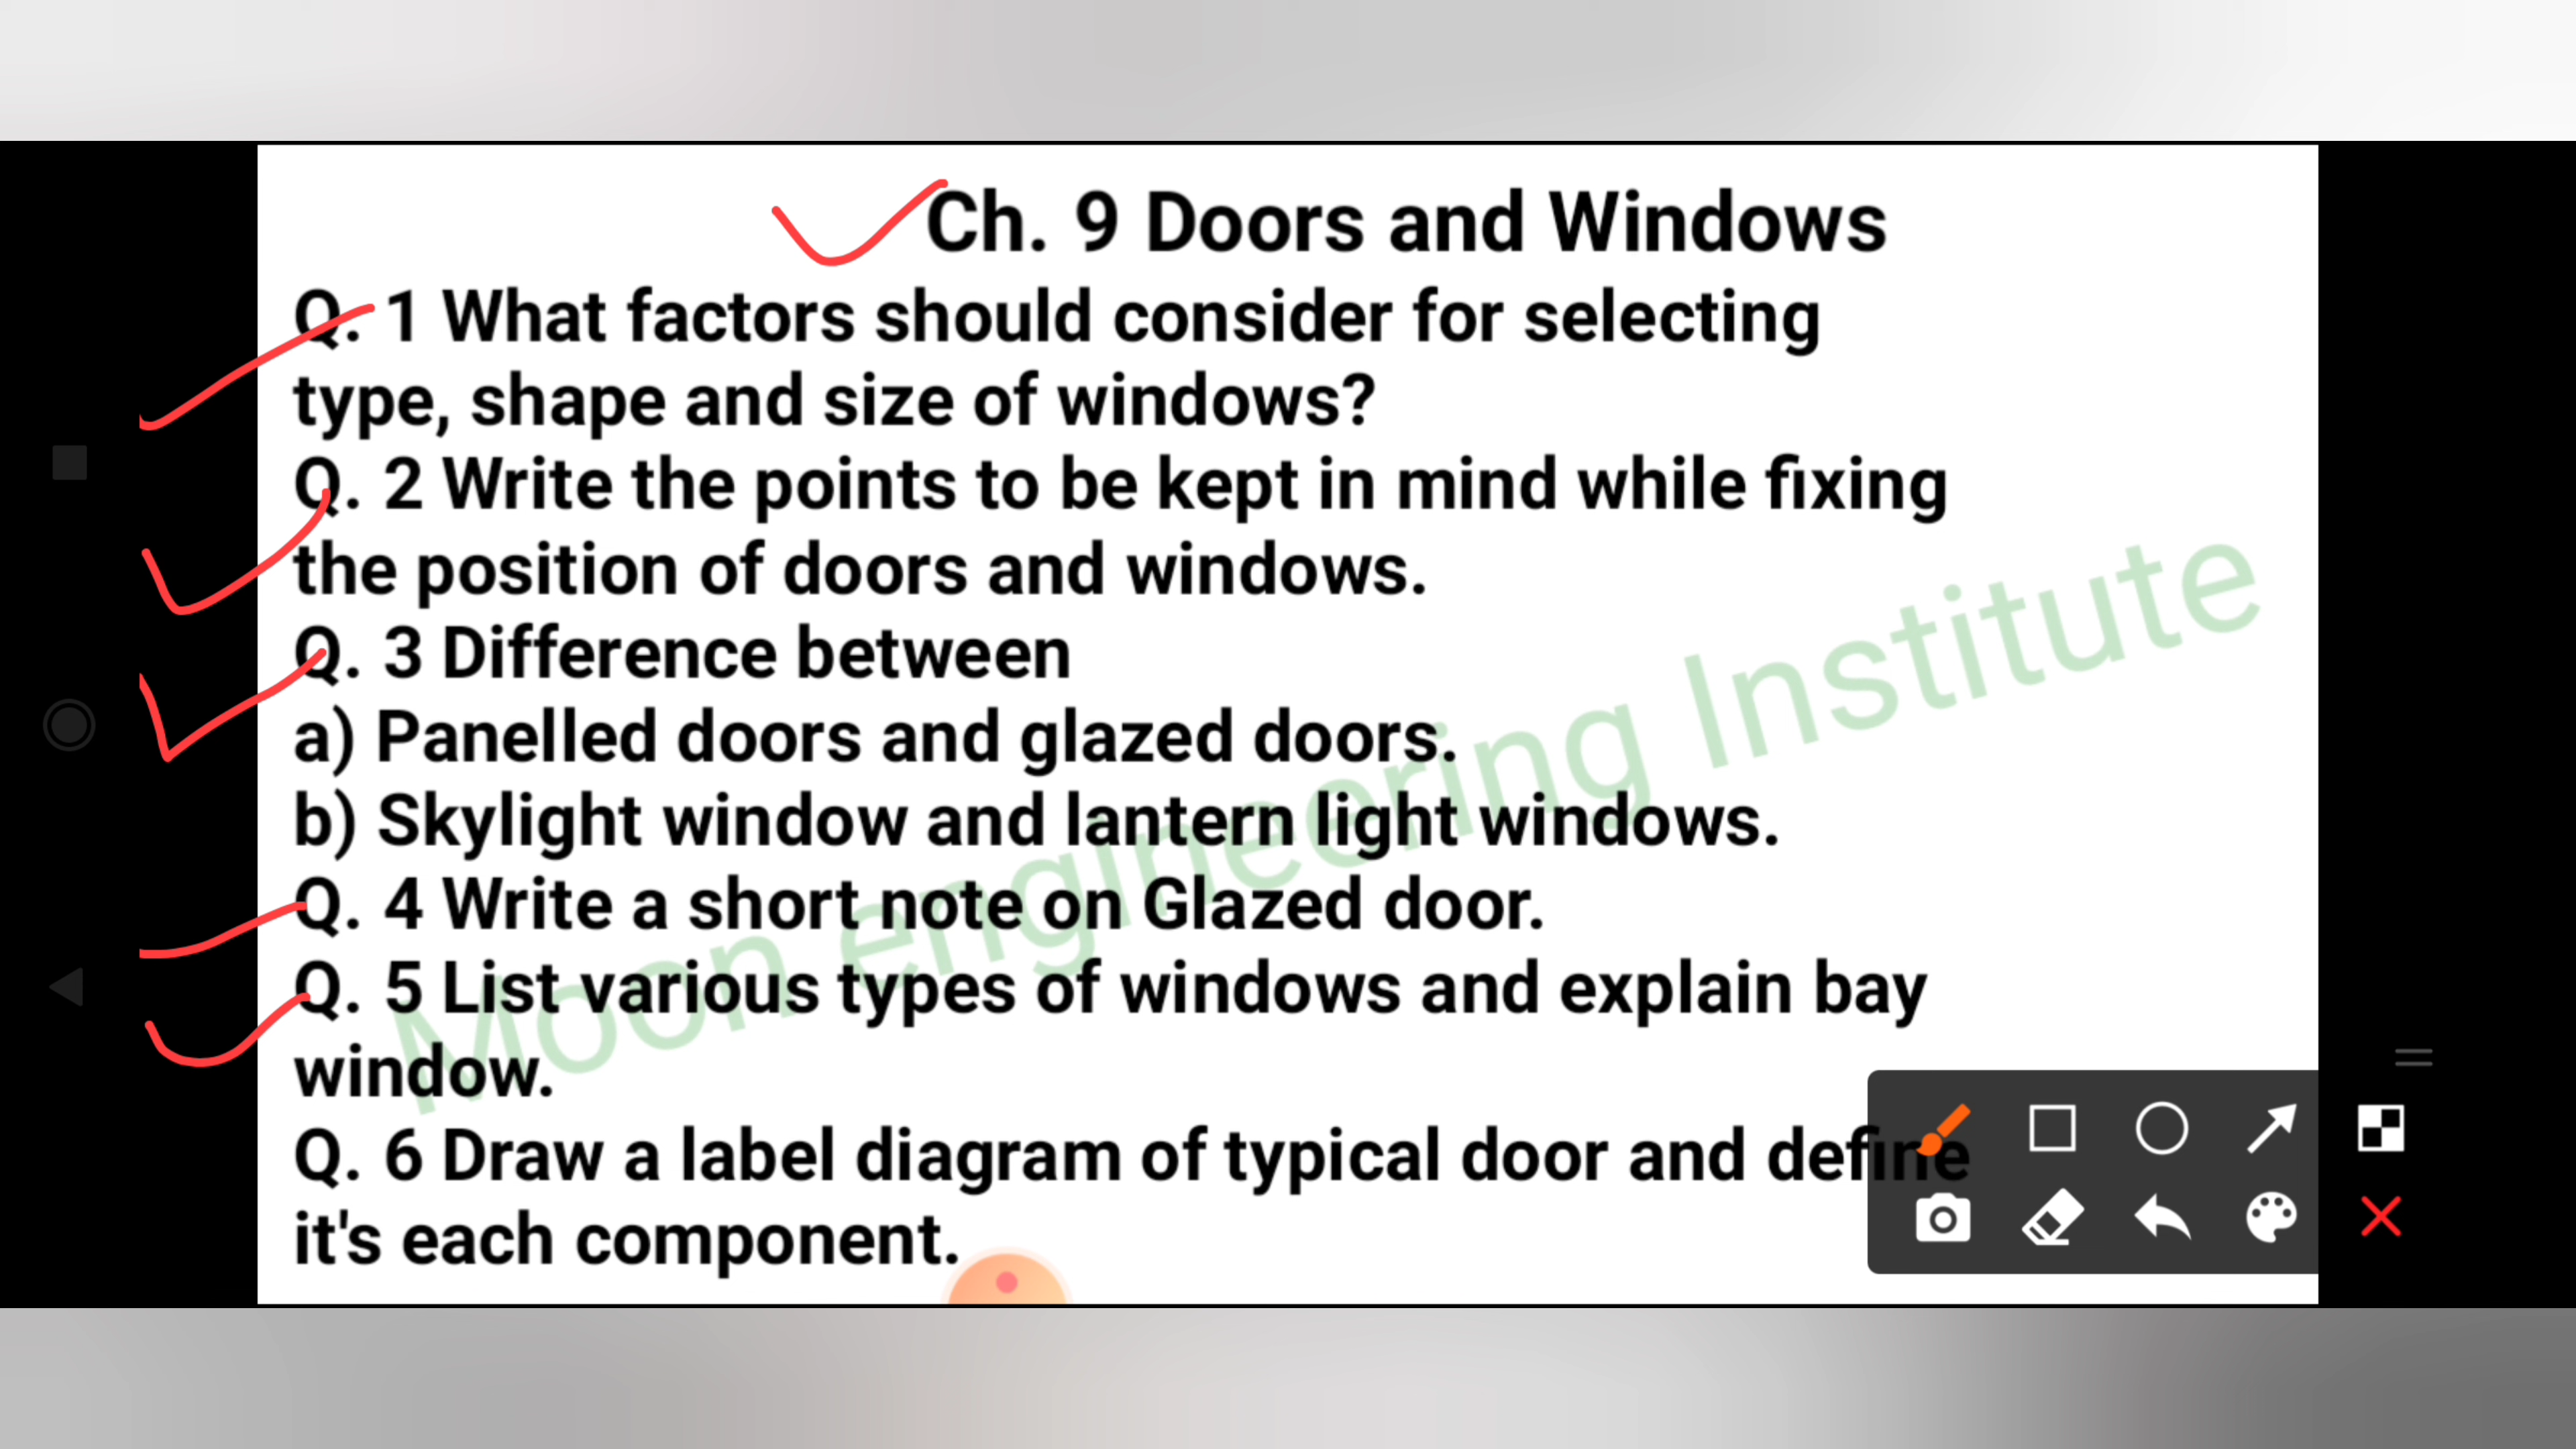 Ch. 9 Doors and Windows
Q. 1 What factors should consider for selecting
type, shape and size of windows?
Q. 2 Write the points to be kept in mind while fixing
the position of doors and windows.
Q. 3 Difference between
a) Panelled doors and glazed doors.
b) Skylight window and lantern light windows.
Q. 4 Write a short note on Glazed door.
Q. 5 List various types of windows and explain bay
window.
Q. 6 Draw a label diagram of typical door and define
it's each component.
Moon engineering Institute